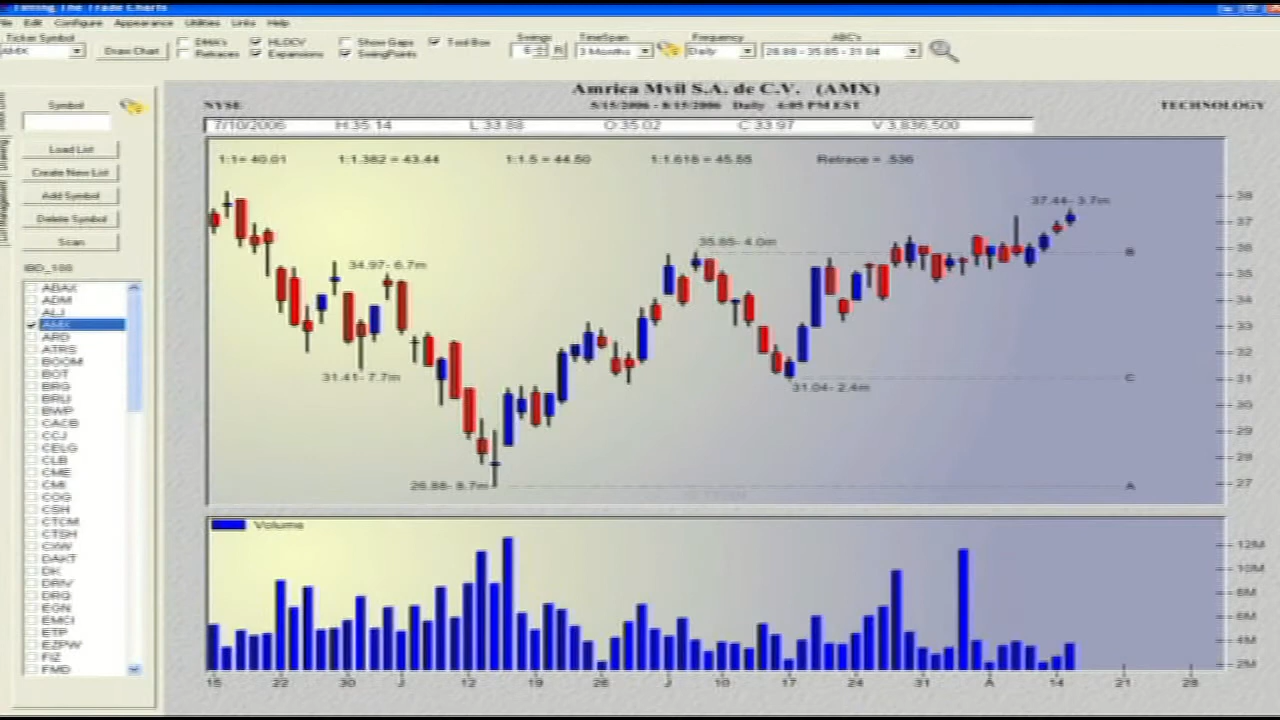 Timing The Trade Charts
File Edit Configure Appearance Utilities Links Help
Ticker Symbol
AMX
Draw Chart
DMA's
Retraces
HLOCV
Expansions
Show Gaps
SwingPoints
Tool Box
Swings
6
R
TimeSpan
3 Months
Frequency
Daily
ABC's
26.88 - 35.85 - 31.04
Amrica Mvil S.A. de C.V. (AMX)
NYSE
5/15/2006 - 8/15/2006 Daily 4:05 PM EST
TECHNOLOGY
7/10/2006 H:35.14 L 33.88 O:35.02 C 33.97 V 3,836,500
1:1= 40.01 1:1.382 = 43.44 1:1.5 = 44.50 1:1.618 = 45.55 Retrace = .536
Symbol
Load List
Create New List
Add Symbol
Delete Symbol
Scan
IBD_100
ABAX
ADM
ALJ
AMX
ARD
ATRS
BOOM
BOT
BRG
BRLI
BWP
CACB
CCJ
CELG
CLB
CME
CMI
COG
CSH
CTCM
CTSH
CXW
DAKT
DK
DRIV
DRQ
EGN
EMCI
ETP
EZPW
FIZ
FMD
37.44- 3.7m
35.85- 4.0m
34.97- 6.7m
31.41- 7.7m
31.04- 2.4m
26.88- 8.7m
B
C
A
38
37
36
35
34
33
32
31
30
29
28
27
Volume
12M
10M
8M
6M
4M
2M
15 22 30 J 12 19 26 J 10 17 24 31 A 14 21 28